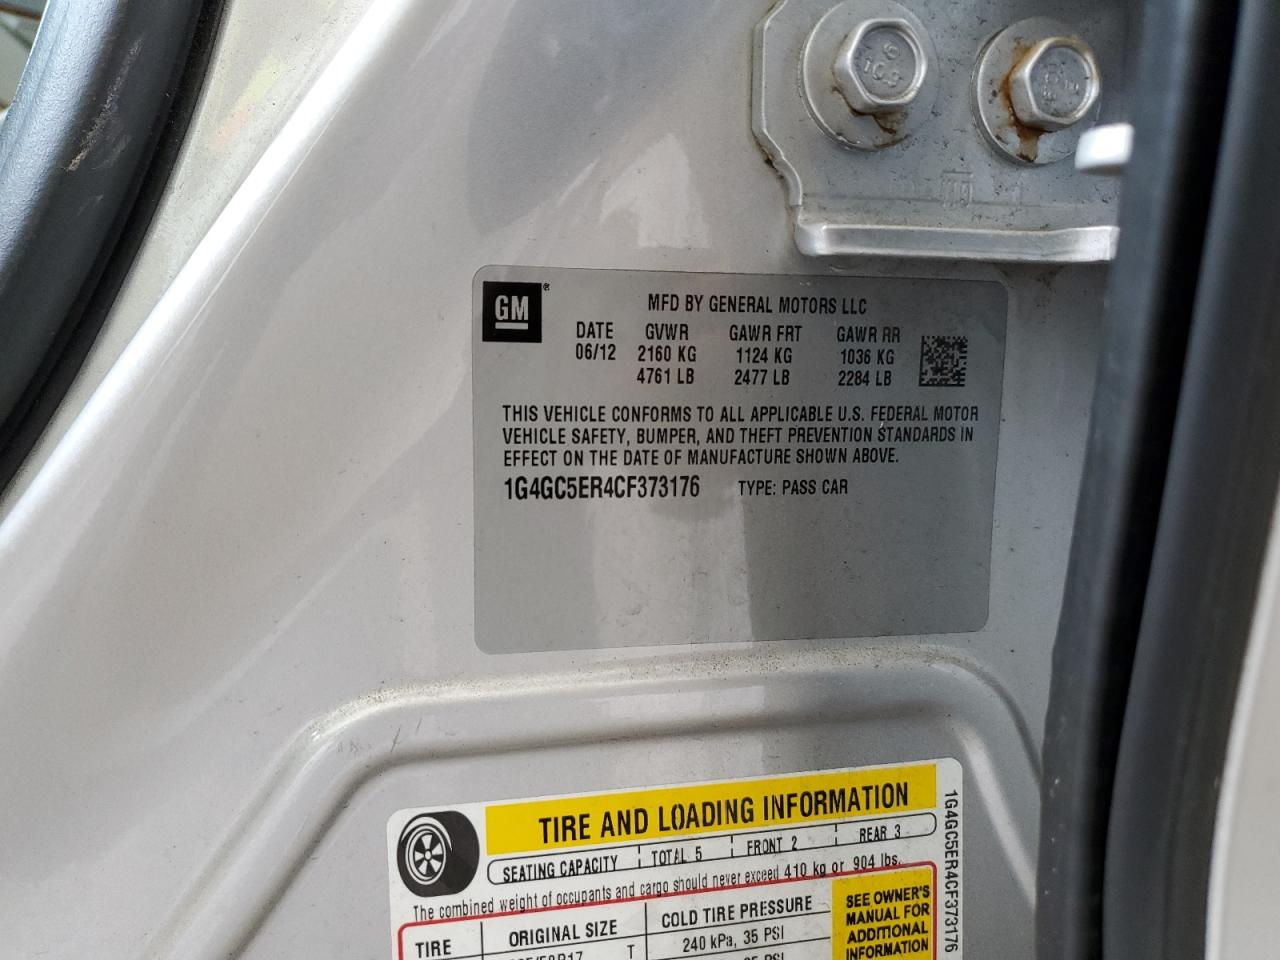 10.9
GM
MFD BY GENERAL MOTORS LLC
DATE GVWR GAWR FRT GAWR RR
06/12 2160 KG 1124 KG 1036 KG
4761 LB 2477 LB 2284 LB
THIS VEHICLE CONFORMS TO ALL APPLICABLE U.S. FEDERAL MOTOR
VEHICLE SAFETY, BUMPER, AND THEFT PREVENTION STANDARDS IN
EFFECT ON THE DATE OF MANUFACTURE SHOWN ABOVE.
1G4GC5ER4CF373176 TYPE: PASS CAR
TIRE AND LOADING INFORMATION
SEATING CAPACITY TOTAL 5 FRONT 2 REAR 3
The combined weight of occupants and cargo should never exceed 410 kg or 904 lbs.
TIRE ORIGINAL SIZE COLD TIRE PRESSURE
T 240 kPa, 35 PSI
SEE OWNER'S
MANUAL FOR
ADDITIONAL
INFORMATION
1G4GC5ER4CF373176